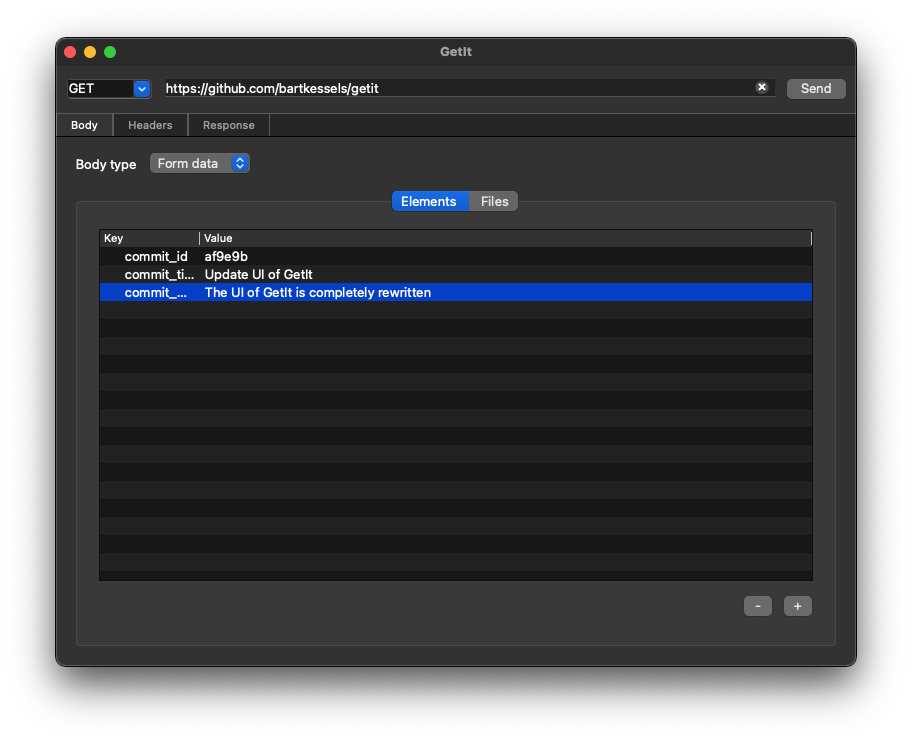 GetIt
GET https://github.com/bartkessels/getit Send
Body Headers Response
Body type Form data
Elements Files
Key Value
commit_id af9e9b
commit_ti... Update UI of GetIt
commit_... The UI of GetIt is completely rewritten
- +